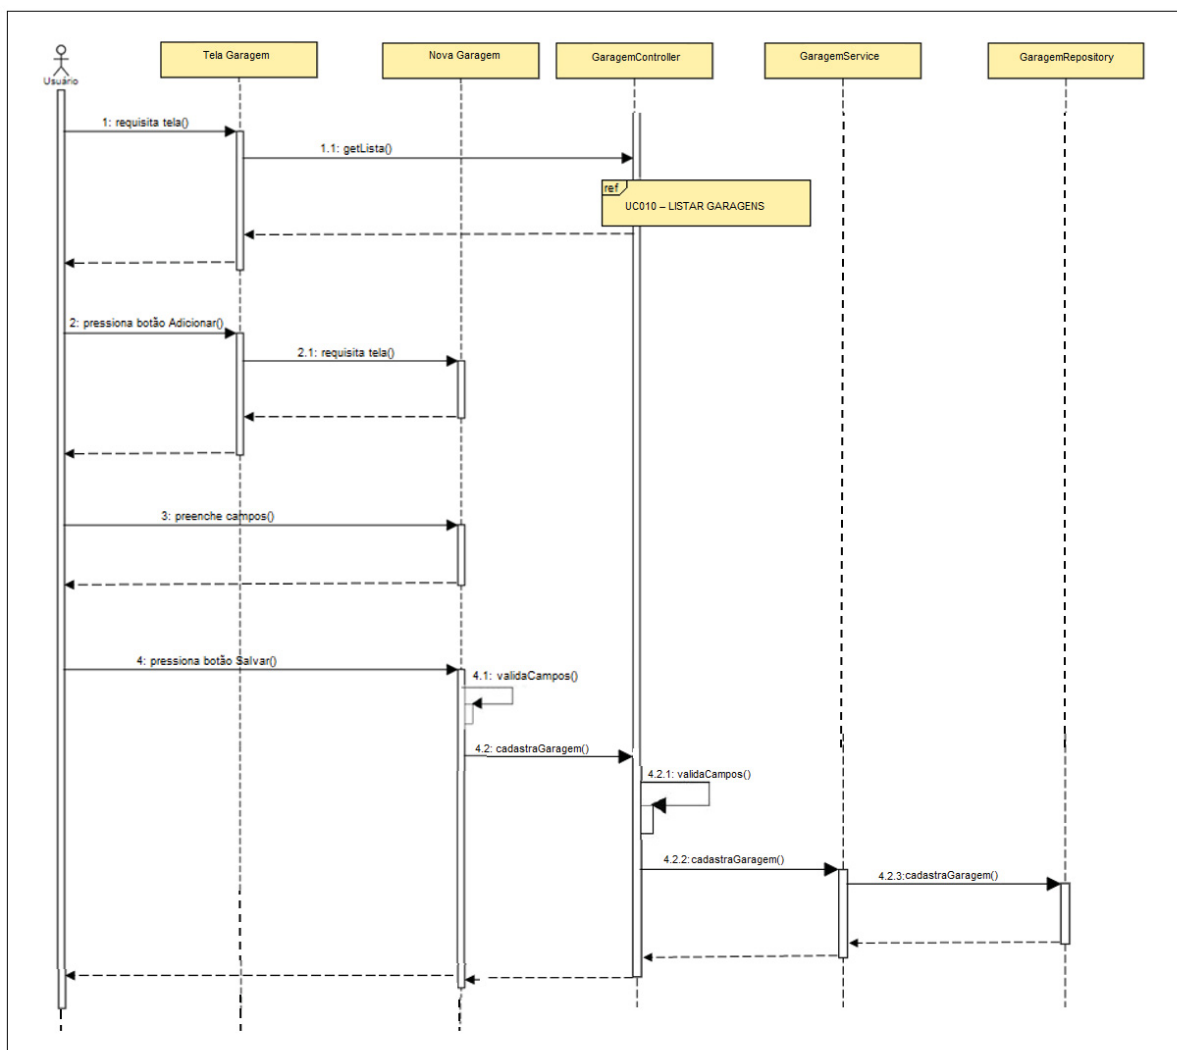 Tela Garagem
Nova Garagem
GaragemController
GaragemService
GaragemRepository
Usuário
1: requisita tela()
1.1: getLista()
ref
UC010 – LISTAR GARAGENS
2: pressiona botão Adicionar()
2.1: requisita tela()
3: preenche campos()
4: pressiona botão Salvar()
4.1: validaCampos()
4.2: cadastraGaragem()
4.2.1: validaCampos()
4.2.2: cadastraGaragem()
4.2.3:cadastraGaragem()